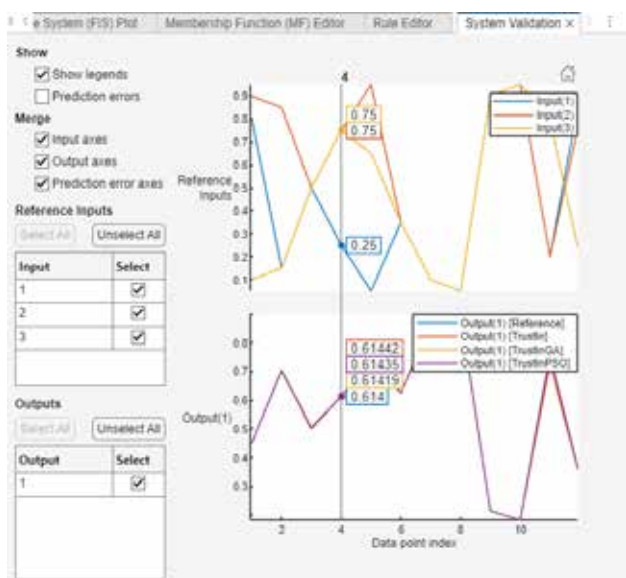 e System (FIS) Plot Membership Function (MF) Editor Rule Editor System Validation ×
Show
Show legends
Prediction errors
Merge
Input axes
Output axes
Prediction error axes
Reference Inputs
Select All Unselect All
Input Select
1
2
3
Outputs
Select All Unselect All
Output Select
1
4
0.9
0.8
0.7
0.6
0.5
0.4
0.3
0.2
0.1
Reference
Inputs
0.75
0.75
0.25
Input(1)
Input(2)
Input(3)
0.8
0.7
0.6
0.5
0.4
0.3
Output(1)
0.61442
0.61435
0.61419
0.614
Output(1) [Reference]
Output(1) [TrustIn]
Output(1) [TrustInGA]
Output(1) [TrustInPSO]
2 4 6 8 10
Data point index